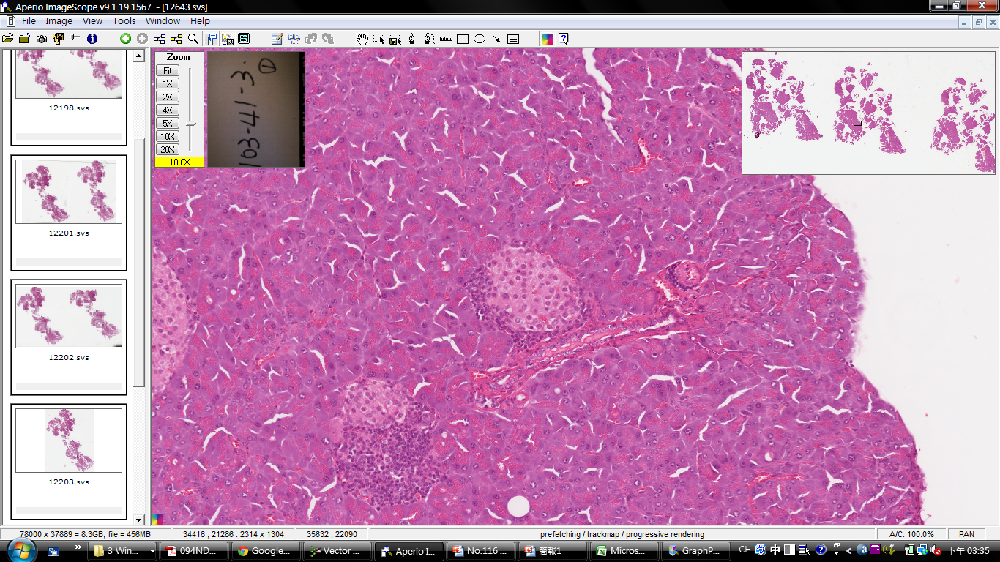 Aperio ImageScope v9.1.19.1567 - [12643.svs]
File Image View Tools Window Help
Zoom
Fit
1X
2X
4X
5X
10X
20X
10.0X
103-441-3.
①
12198.svs
12201.svs
12202.svs
12203.svs
78000 x 37889 = 8.3GB, file = 456MB
34416 , 21286 : 2314 x 1304
35632 , 22090
prefetching / trackmap / progressive rendering
A/C: 100.0%
PAN
3 Win...
094ND...
Google...
Vector ...
Aperio I...
No.116 ...
簡報1
Micros...
GraphP...
CH
中
下午 03:35